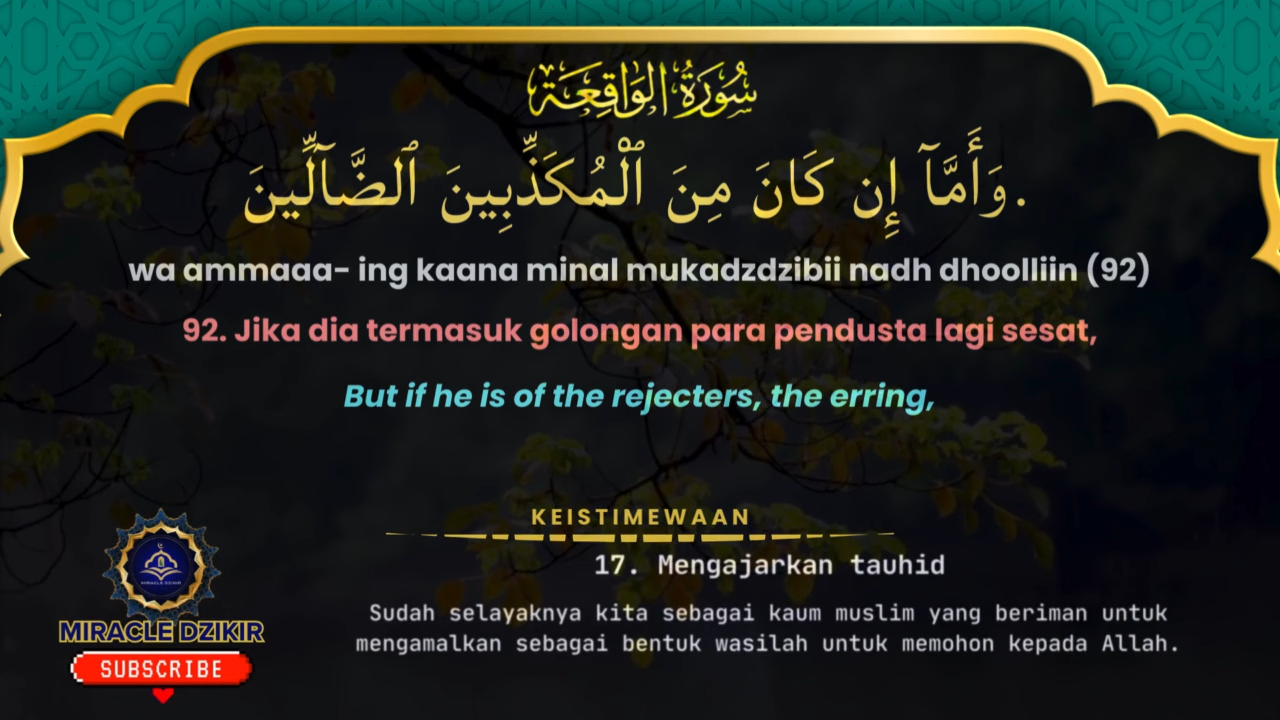 سُورَةُ الوَاقِعَة
وَأَمَّآ إِن كَانَ مِنَ ٱلْمُكَذِّبِينَ ٱلضَّآلِّينَ.
wa ammaaa- ing kaana minal mukadzdzibii nadh dhoolliin (92)
92. Jika dia termasuk golongan para pendusta lagi sesat,
But if he is of the rejecters, the erring,
KEISTIMEWAAN
17. Mengajarkan tauhid
Sudah selayaknya kita sebagai kaum muslim yang beriman untuk
mengamalkan sebagai bentuk wasilah untuk memohon kepada Allah.
MIRACLE DZIKIR
MIRACLE DZIKIR
SUBSCRIBE